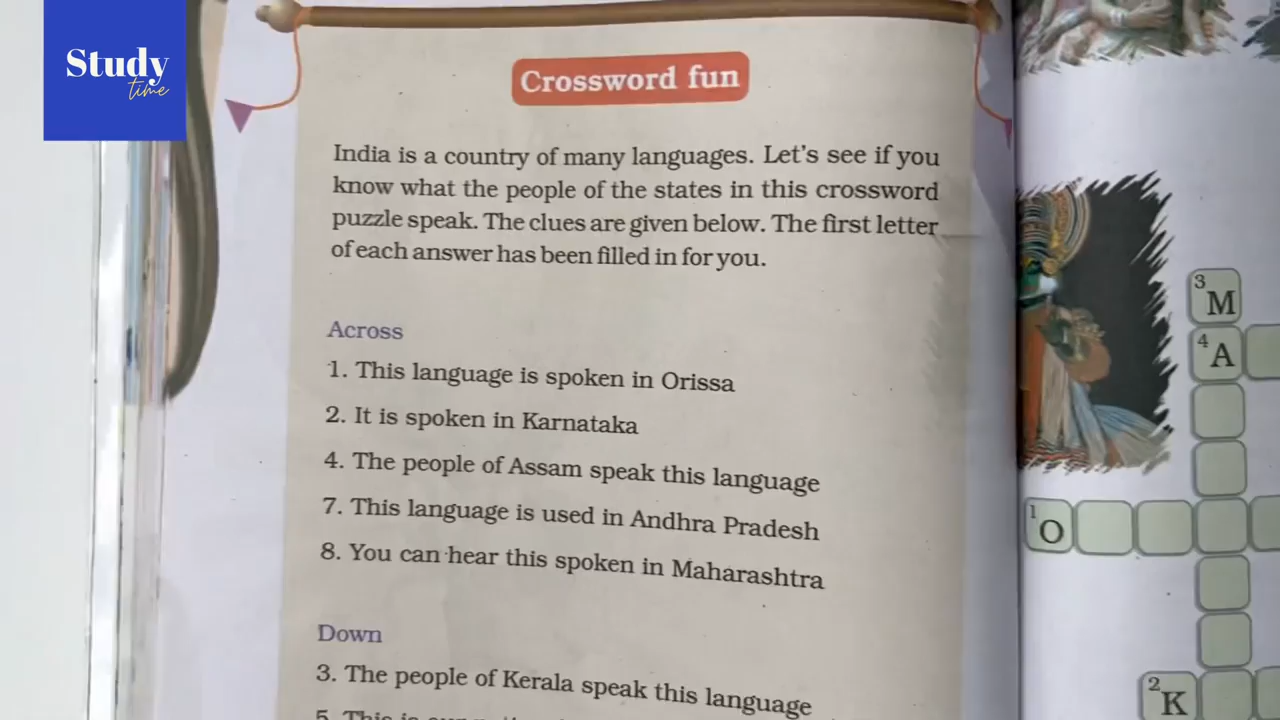 Study
time
Crossword fun
India is a country of many languages. Let's see if you
know what the people of the states in this crossword
puzzle speak. The clues are given below. The first letter
of each answer has been filled in for you.
Across
1. This language is spoken in Orissa
2. It is spoken in Karnataka
4. The people of Assam speak this language
7. This language is used in Andhra Pradesh
8. You can hear this spoken in Maharashtra
Down
3. The people of Kerala speak this language
5. This is
3 M
4 A
1 O
2 K